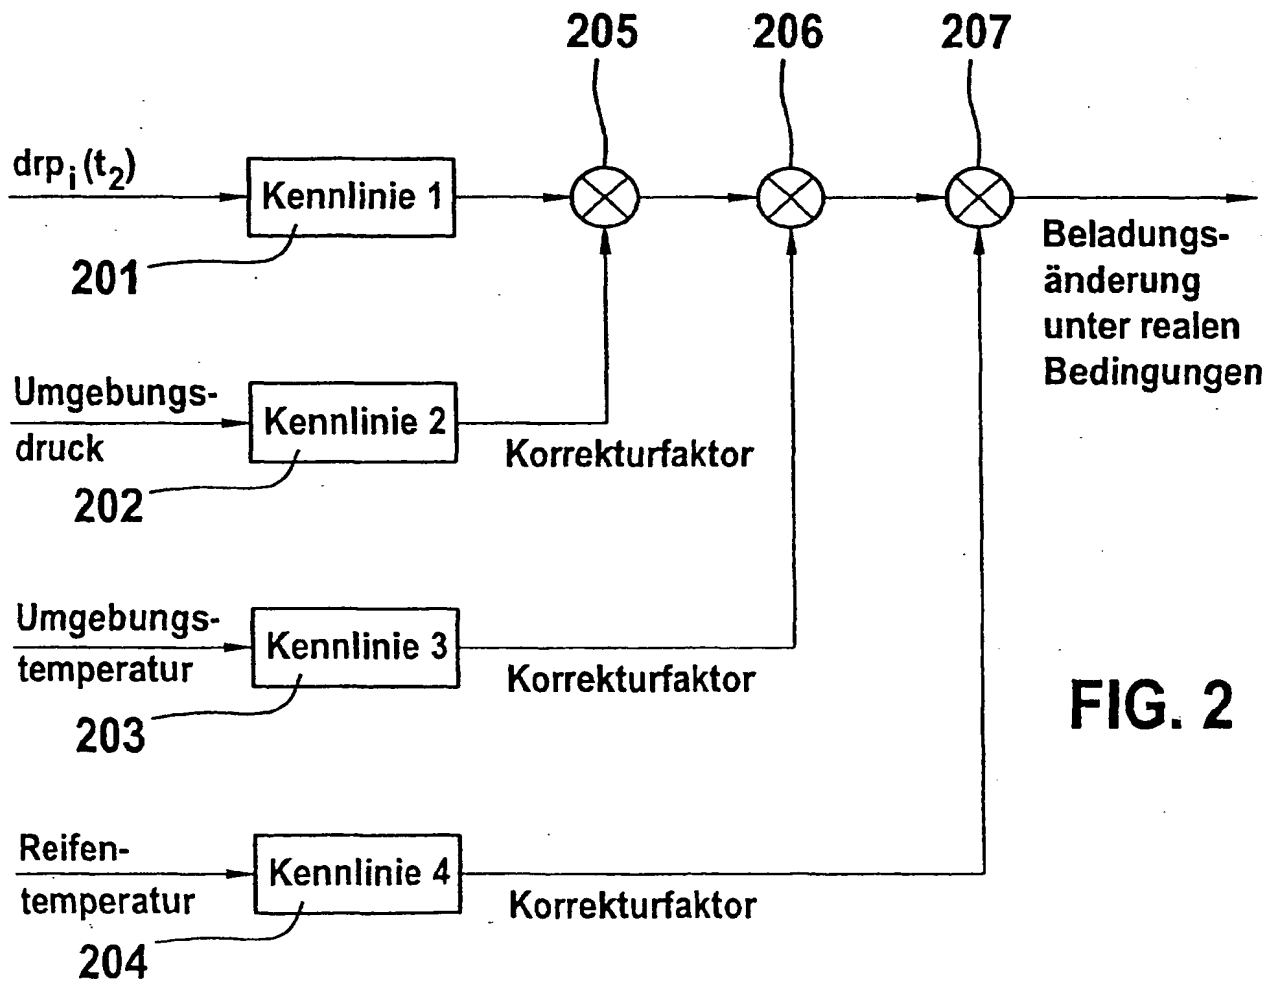 205
206
207
drp_i(t_2)
Kennlinie 1
201
Beladungs-
änderung
unter realen
Bedingungen
Umgebungs-
druck
Kennlinie 2
Korrekturfaktor
202
Umgebungs-
temperatur
Kennlinie 3
Korrekturfaktor
203
FIG. 2
Reifen-
temperatur
Kennlinie 4
Korrekturfaktor
204